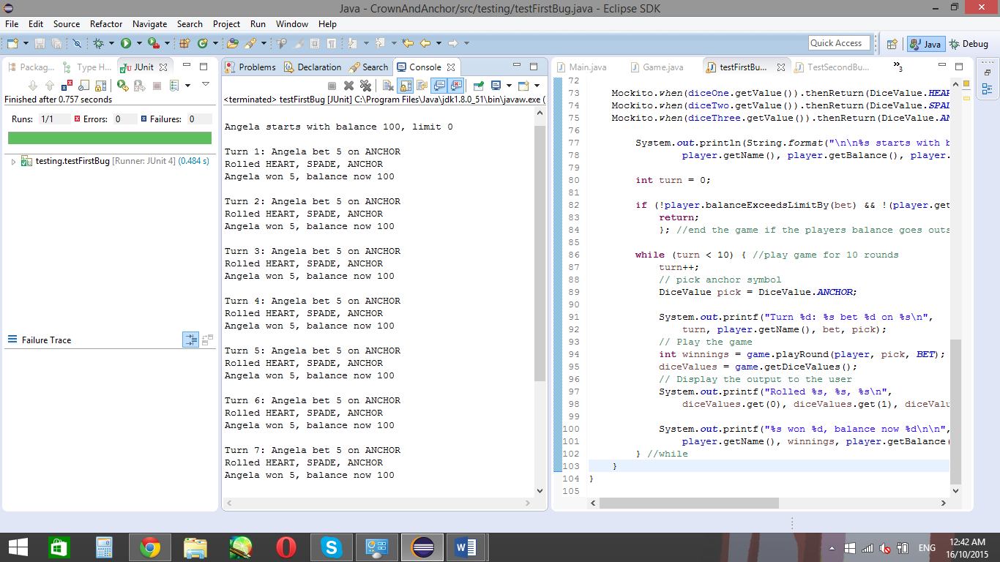 Java - CrownAndAnchor/src/testing/testFirstBug.java - Eclipse SDK
File Edit Source Refactor Navigate Search Project Run Window Help
Quick Access
Java
Debug
Packag...
Type H...
JUnit
Finished after 0.757 seconds
Runs: 1/1 Errors: 0 Failures: 0
testing.testFirstBug [Runner: JUnit 4] (0.484 s)
Failure Trace
Problems Declaration Search Console
<terminated> testFirstBug [JUnit] C:\Program Files\Java\jdk1.8.0_51\bin\javaw.exe (
Angela starts with balance 100, limit 0
Turn 1: Angela bet 5 on ANCHOR
Rolled HEART, SPADE, ANCHOR
Angela won 5, balance now 100
Turn 2: Angela bet 5 on ANCHOR
Rolled HEART, SPADE, ANCHOR
Angela won 5, balance now 100
Turn 3: Angela bet 5 on ANCHOR
Rolled HEART, SPADE, ANCHOR
Angela won 5, balance now 100
Turn 4: Angela bet 5 on ANCHOR
Rolled HEART, SPADE, ANCHOR
Angela won 5, balance now 100
Turn 5: Angela bet 5 on ANCHOR
Rolled HEART, SPADE, ANCHOR
Angela won 5, balance now 100
Turn 6: Angela bet 5 on ANCHOR
Rolled HEART, SPADE, ANCHOR
Angela won 5, balance now 100
Turn 7: Angela bet 5 on ANCHOR
Rolled HEART, SPADE, ANCHOR
Angela won 5, balance now 100
Main.java Game.java testFirstBu... TestSecondBu... »3
72
73 Mockito.when(diceOne.getValue()).thenReturn(DiceValue.HEAR
74 Mockito.when(diceTwo.getValue()).thenReturn(DiceValue.SPAD
75 Mockito.when(diceThree.getValue()).thenReturn(DiceValue.AN
76
77 System.out.println(String.format("\n\n%s starts with b
78 player.getName(), player.getBalance(), player.
79
80 int turn = 0;
81
82 if (!player.balanceExceedsLimitBy(bet) && !(player.get
83 return;
84 }; //end the game if the players balance goes outs
85
86 while (turn < 10) { //play game for 10 rounds
87 turn++;
88 // pick anchor symbol
89 DiceValue pick = DiceValue.ANCHOR;
90
91 System.out.printf("Turn %d: %s bet %d on %s\n",
92 turn, player.getName(), bet, pick);
93 // Play the game
94 int winnings = game.playRound(player, pick, BET);
95 diceValues = game.getDiceValues();
96 // Display the output to the user
97 System.out.printf("Rolled %s, %s, %s\n",
98 diceValues.get(0), diceValues.get(1), diceValu
99
100 System.out.printf("%s won %d, balance now %d\n\n",
101 player.getName(), winnings, player.getBalance(
102 } //while
103 }
104 }
105
ENG
12:42 AM
16/10/2015